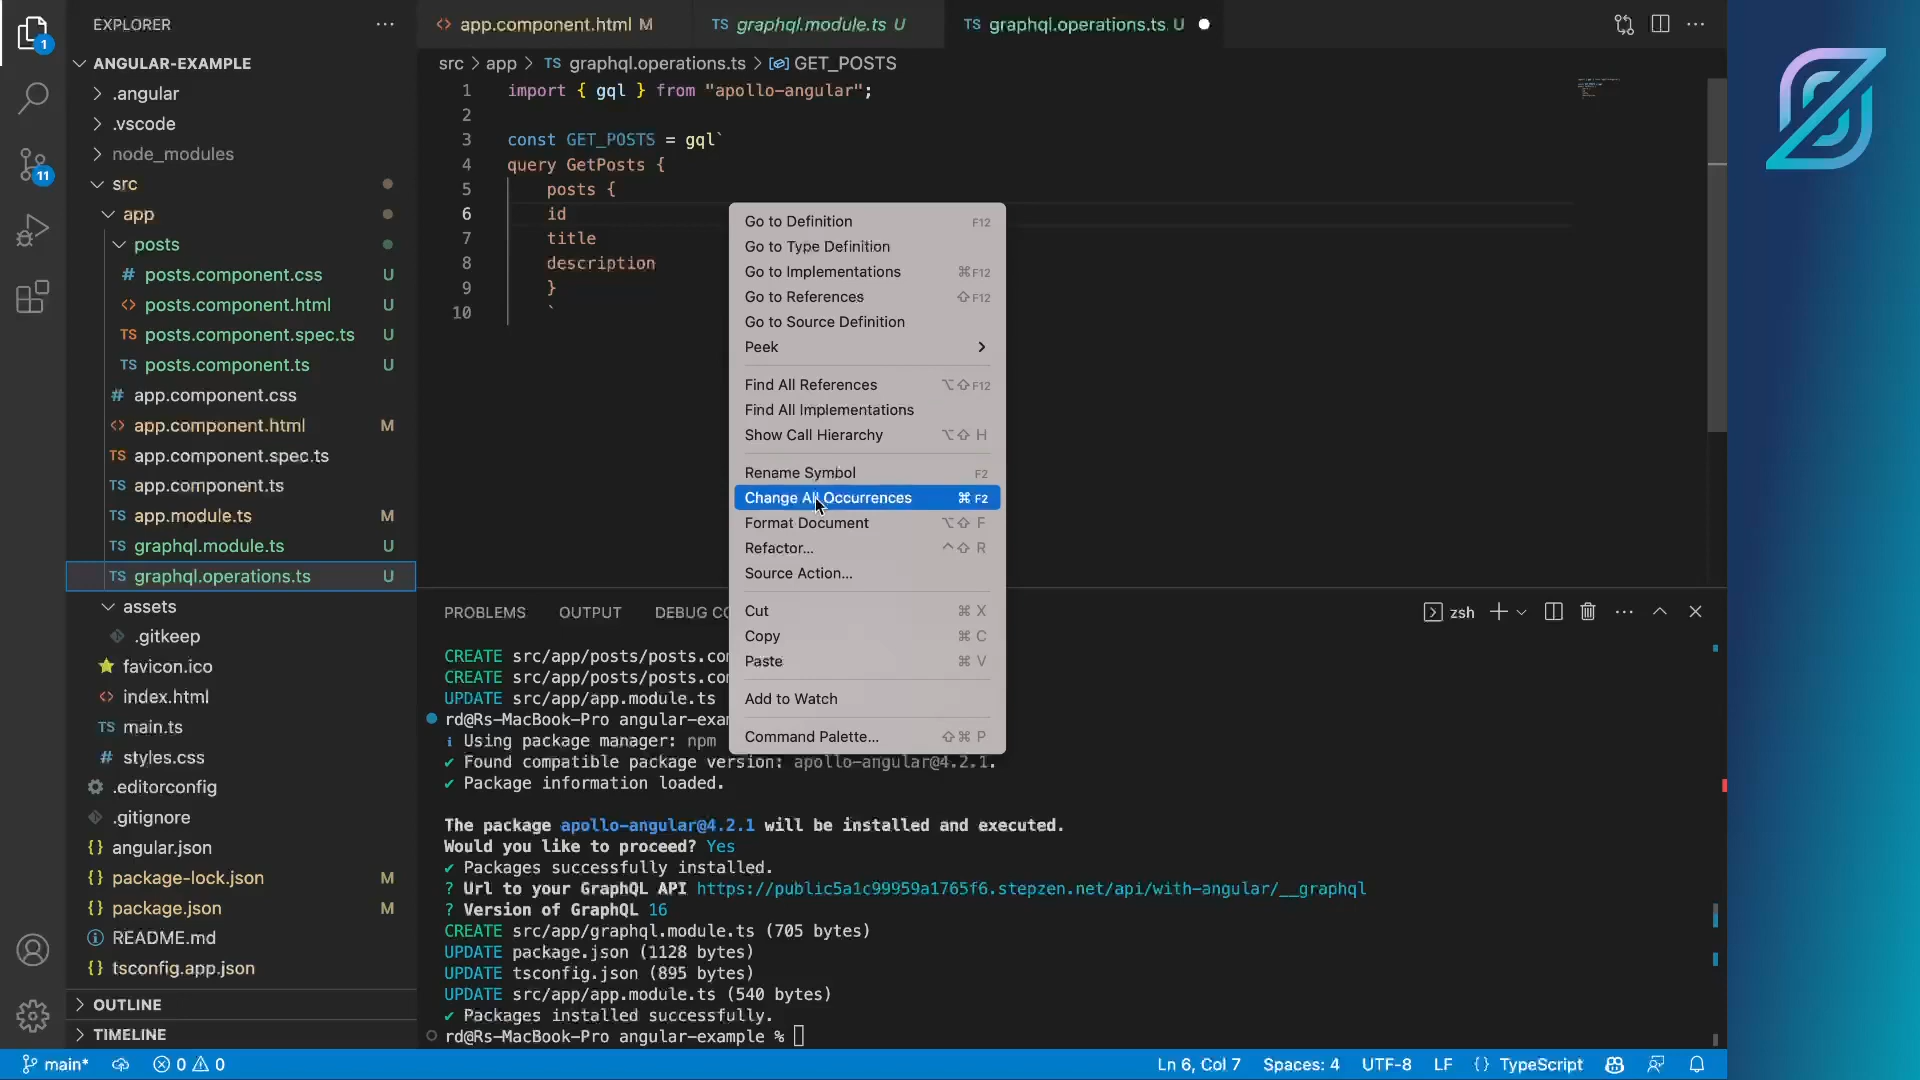 EXPLORER
ANGULAR-EXAMPLE
.angular
.vscode
node_modules
src
app
posts
posts.component.css U
posts.component.html U
posts.component.spec.ts U
posts.component.ts U
app.component.css
app.component.html M
app.component.spec.ts
app.component.ts
app.module.ts M
graphql.module.ts U
graphql.operations.ts U
assets
.gitkeep
favicon.ico
index.html
main.ts
styles.css
.editorconfig
.gitignore
angular.json
package-lock.json M
package.json M
README.md
tsconfig.app.json
OUTLINE
TIMELINE
1
11
app.component.html M
TS graphql.module.ts U
TS graphql.operations.ts U
src > app > TS graphql.operations.ts > GET_POSTS
1 import { gql } from "apollo-angular";
2
3 const GET_POSTS = gql`
4 query GetPosts {
5 posts {
6 id
7 title
8 description
9 }
10 `
Go to Definition F12
Go to Type Definition
Go to Implementations ⌘F12
Go to References ⇧F12
Go to Source Definition
Peek
Find All References ⌥⇧F12
Find All Implementations
Show Call Hierarchy ⌥⇧ H
Rename Symbol F2
Change All Occurrences ⌘ F2
Format Document ⌥⇧ F
Refactor... ^⇧ R
Source Action...
Cut ⌘ X
Copy ⌘ C
Paste ⌘ V
Add to Watch
Command Palette... ⇧⌘ P
PROBLEMS OUTPUT DEBUG CO
zsh
CREATE src/app/posts/posts.com
CREATE src/app/posts/posts.com
UPDATE src/app/app.module.ts
rd@Rs-MacBook-Pro angular-exam
i Using package manager: npm
✔ Found compatible package version: apollo-angular@4.2.1.
✔ Package information loaded.
The package apollo-angular@4.2.1 will be installed and executed.
Would you like to proceed? Yes
✔ Packages successfully installed.
? Url to your GraphQL API https://public5a1c99959a1765f6.stepzen.net/api/with-angular/__graphql
? Version of GraphQL 16
CREATE src/app/graphql.module.ts (705 bytes)
UPDATE package.json (1128 bytes)
UPDATE tsconfig.json (895 bytes)
UPDATE src/app/app.module.ts (540 bytes)
✔ Packages installed successfully.
rd@Rs-MacBook-Pro angular-example %
main* 0 0 Ln 6, Col 7 Spaces: 4 UTF-8 LF {} TypeScript